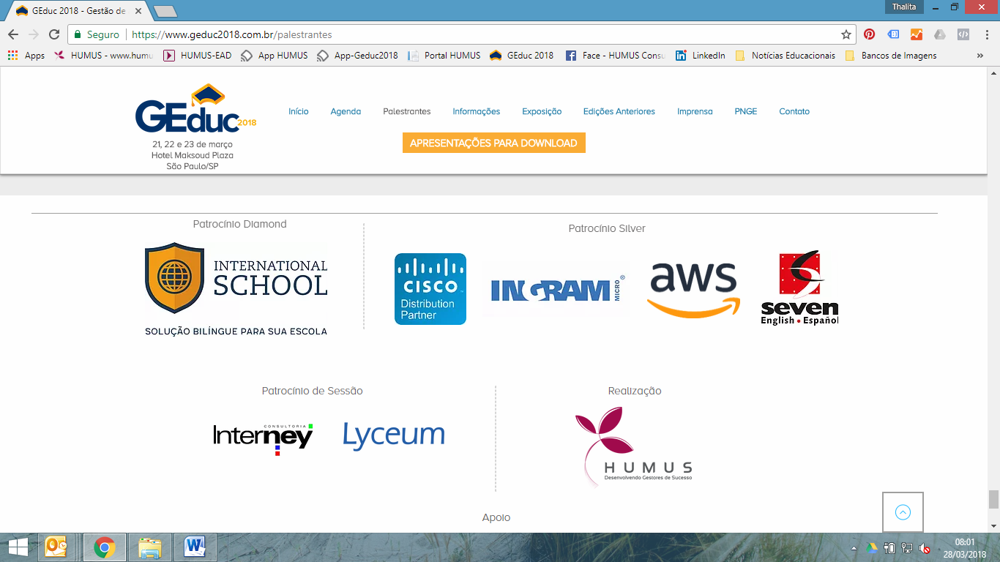 GEduc 2018 - Gestão de
Thalita
Seguro
https://www.geduc2018.com.br/palestrantes
Apps
HUMUS - www.humu
HUMUS-EAD
App HUMUS
App-Geduc2018
Portal HUMUS
GEduc 2018
Face - HUMUS Consu
LinkedIn
Notícias Educacionais
Bancos de Imagens
GEduc 2018
21, 22 e 23 de março
Hotel Maksoud Plaza
São Paulo/SP
Início
Agenda
Palestrantes
Informações
Exposição
Edições Anteriores
Imprensa
PNGE
Contato
APRESENTAÇÕES PARA DOWNLOAD
Patrocínio Diamond
INTERNATIONAL
SCHOOL
SOLUÇÃO BILÍNGUE PARA SUA ESCOLA
Patrocínio Silver
CISCO
Distribution
Partner
INGRAM MICRO®
aws
seven
English • Español
Patrocínio de Sessão
CONSULTORIA
Interney
Lyceum
Realização
HUMUS
Desenvolvendo Gestores de Sucesso
Apoio
08:01
28/03/2018